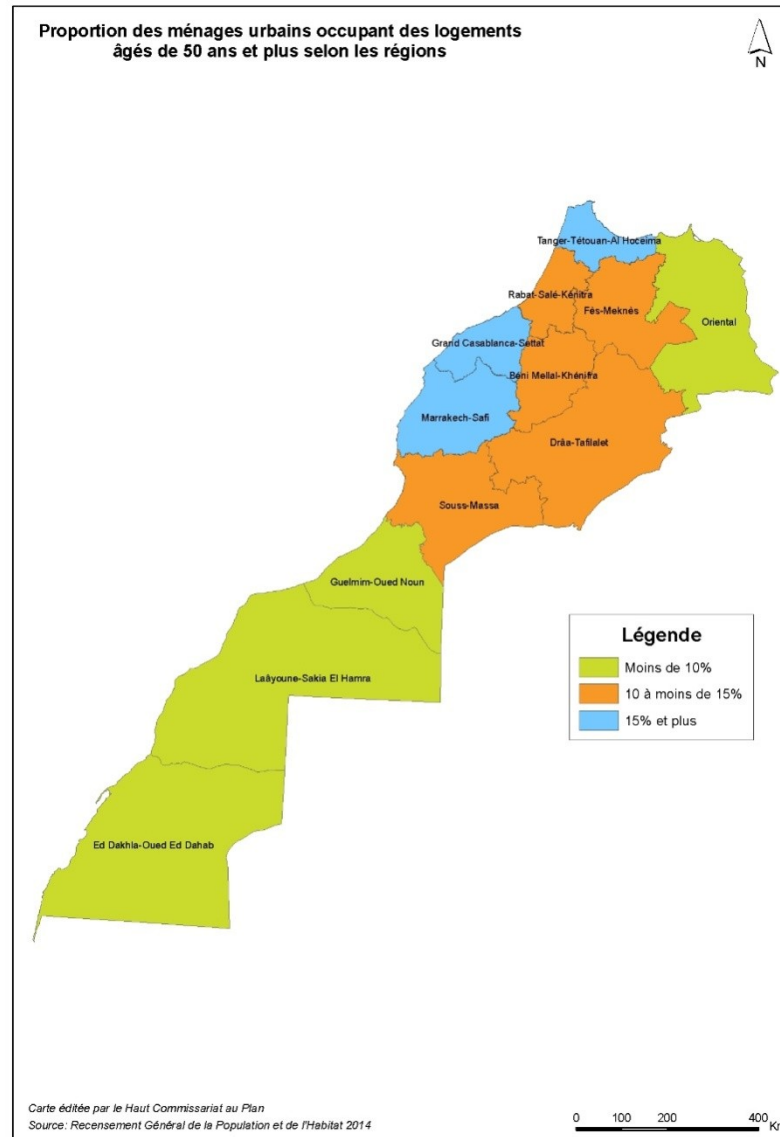 Proportion des ménages urbains occupant des logements
âgés de 50 ans et plus selon les régions
N
Tanger-Tétouan-Al Hoceima
Rabat-Salé-Kénitra
Fès-Meknès
Oriental
Grand Casablanca-Settat
Béni Mellal-Khénifra
Marrakech-Safi
Drâa-Tafilalet
Souss-Massa
Guelmim-Oued Noun
Laâyoune-Sakia El Hamra
Ed Dakhla-Oued Ed Dahab
Légende
Moins de 10%
10 à moins de 15%
15% et plus
Carte éditée par le Haut Commissariat au Plan
Source: Recensement Général de la Population et de l'Habitat 2014
0 100 200 400
Km